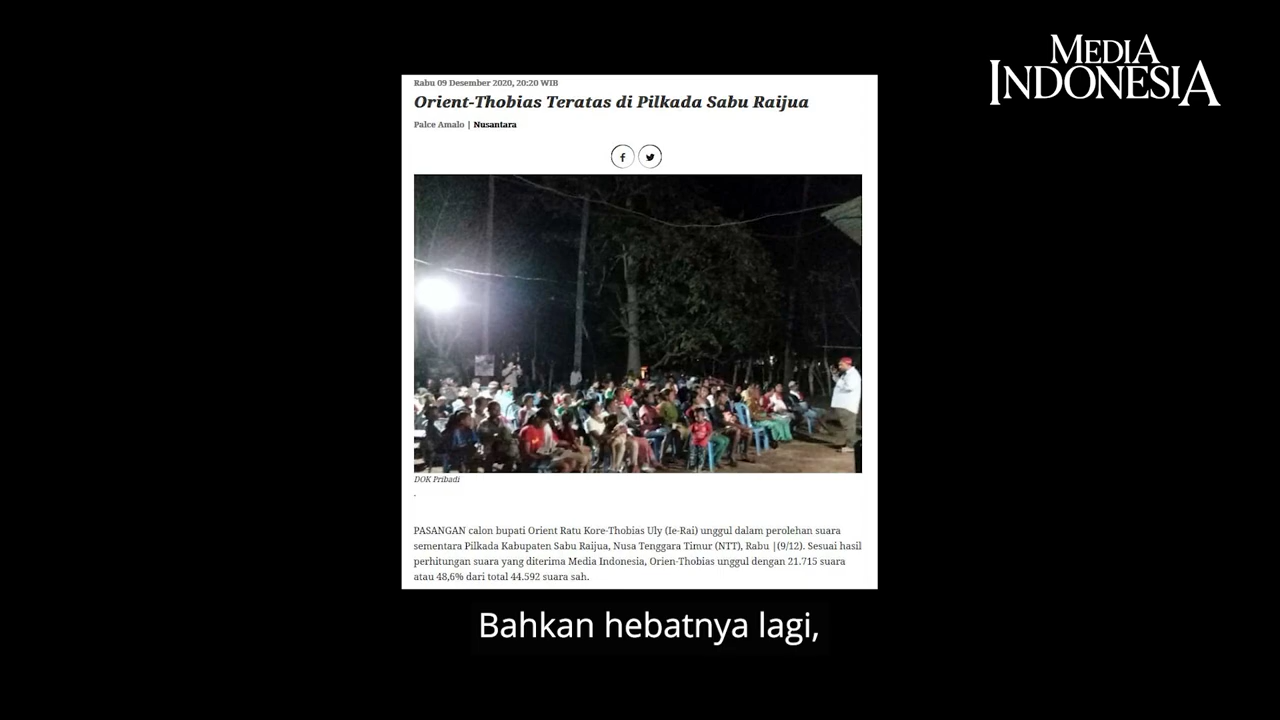 MEDIA
INDONESIA
Rabu 09 Desember 2020, 20:20 WIB
Orient-Thobias Teratas di Pilkada Sabu Raijua
Palce Amalo | Nusantara
DOK Pribadi
.
PASANGAN calon bupati Orient Ratu Kore-Thobias Uly (Ie-Rai) unggul dalam perolehan suara
sementara Pilkada Kabupaten Sabu Raijua, Nusa Tenggara Timur (NTT), Rabu |(9/12). Sesuai hasil
perhitungan suara yang diterima Media Indonesia, Orien-Thobias unggul dengan 21.715 suara
atau 48,6% dari total 44.592 suara sah.
Bahkan hebatnya lagi,